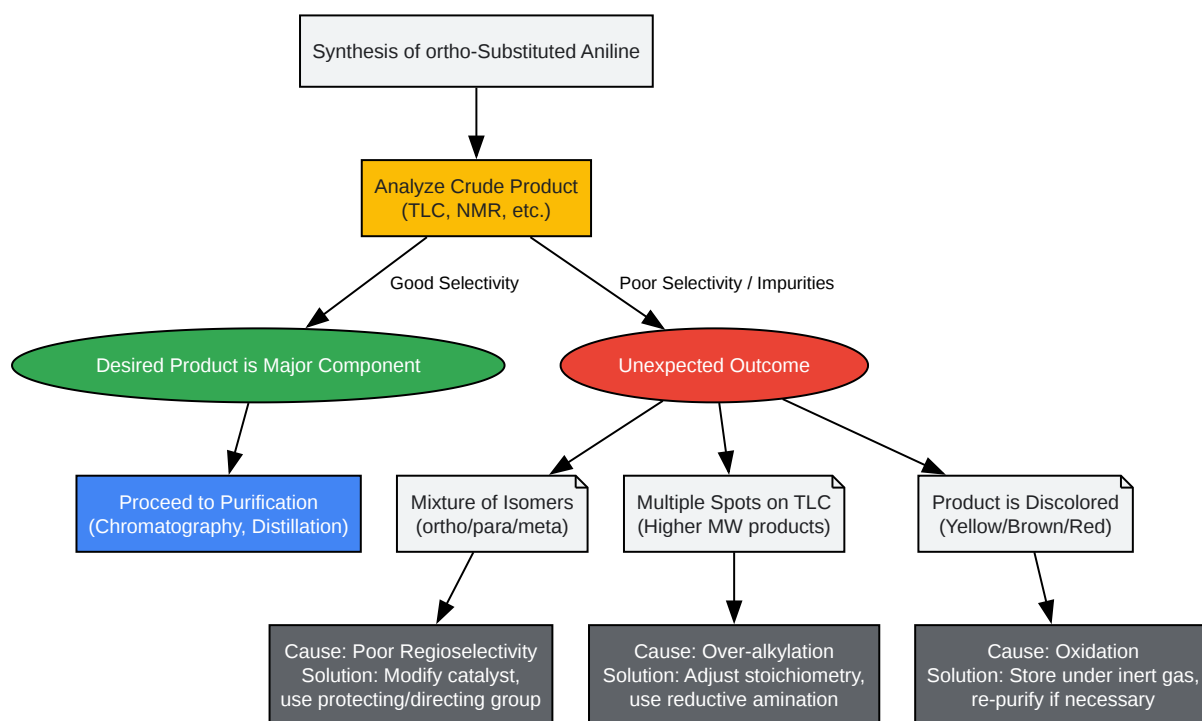 Synthesis of ortho-Substituted Aniline
Analyze Crude Product
(TLC, NMR, etc.)
Good Selectivity
Poor Selectivity / Impurities
Desired Product is Major Component
Unexpected Outcome
Proceed to Purification
(Chromatography, Distillation)
Mixture of Isomers
(ortho/para/meta)
Multiple Spots on TLC
(Higher MW products)
Product is Discolored
(Yellow/Brown/Red)
Cause: Poor Regioselectivity
Solution: Modify catalyst,
use protecting/directing group
Cause: Over-alkylation
Solution: Adjust stoichiometry,
use reductive amination
Cause: Oxidation
Solution: Store under inert gas,
re-purify if necessary